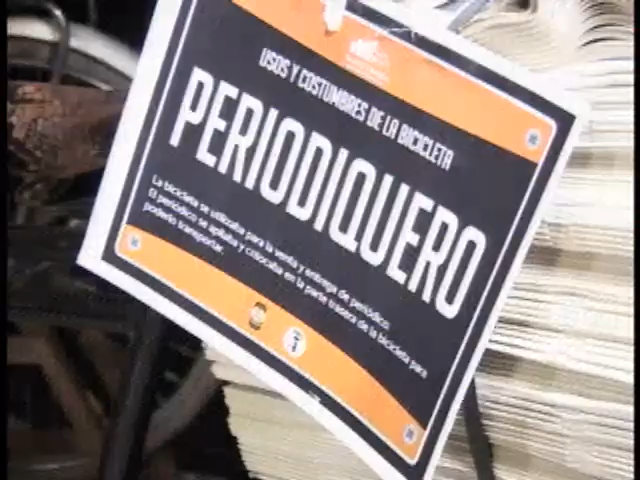 USOS Y COSTUMBRES DE LA BICICLETA
PERIODIQUERO
La bicicleta se utilizaba para la venta y entrega de periódico.
El periódico se apilaba y colocaba en la parte trasera de la bicicleta para
poderlo transportar.